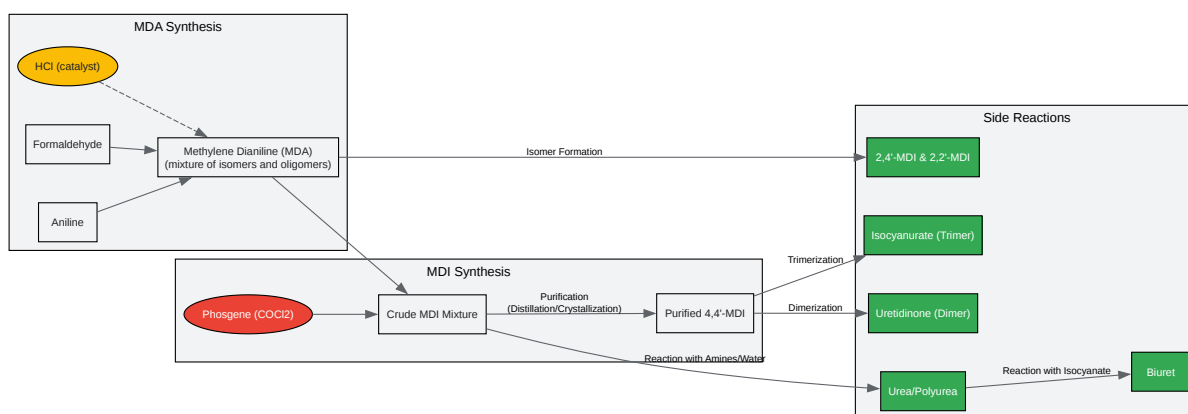 MDA Synthesis
HCl (catalyst)
Formaldehyde
Aniline
Methylene Dianiline (MDA)
(mixture of isomers and oligomers)
Isomer Formation
MDI Synthesis
Phosgene (COCl2)
Crude MDI Mixture
Purification
(Distillation/Crystallization)
Purified 4,4'-MDI
Reaction with Amines/Water
Trimerization
Dimerization
Side Reactions
2,4'-MDI & 2,2'-MDI
Isocyanurate (Trimer)
Uretidinone (Dimer)
Urea/Polyurea
Reaction with Isocyanate
Biuret